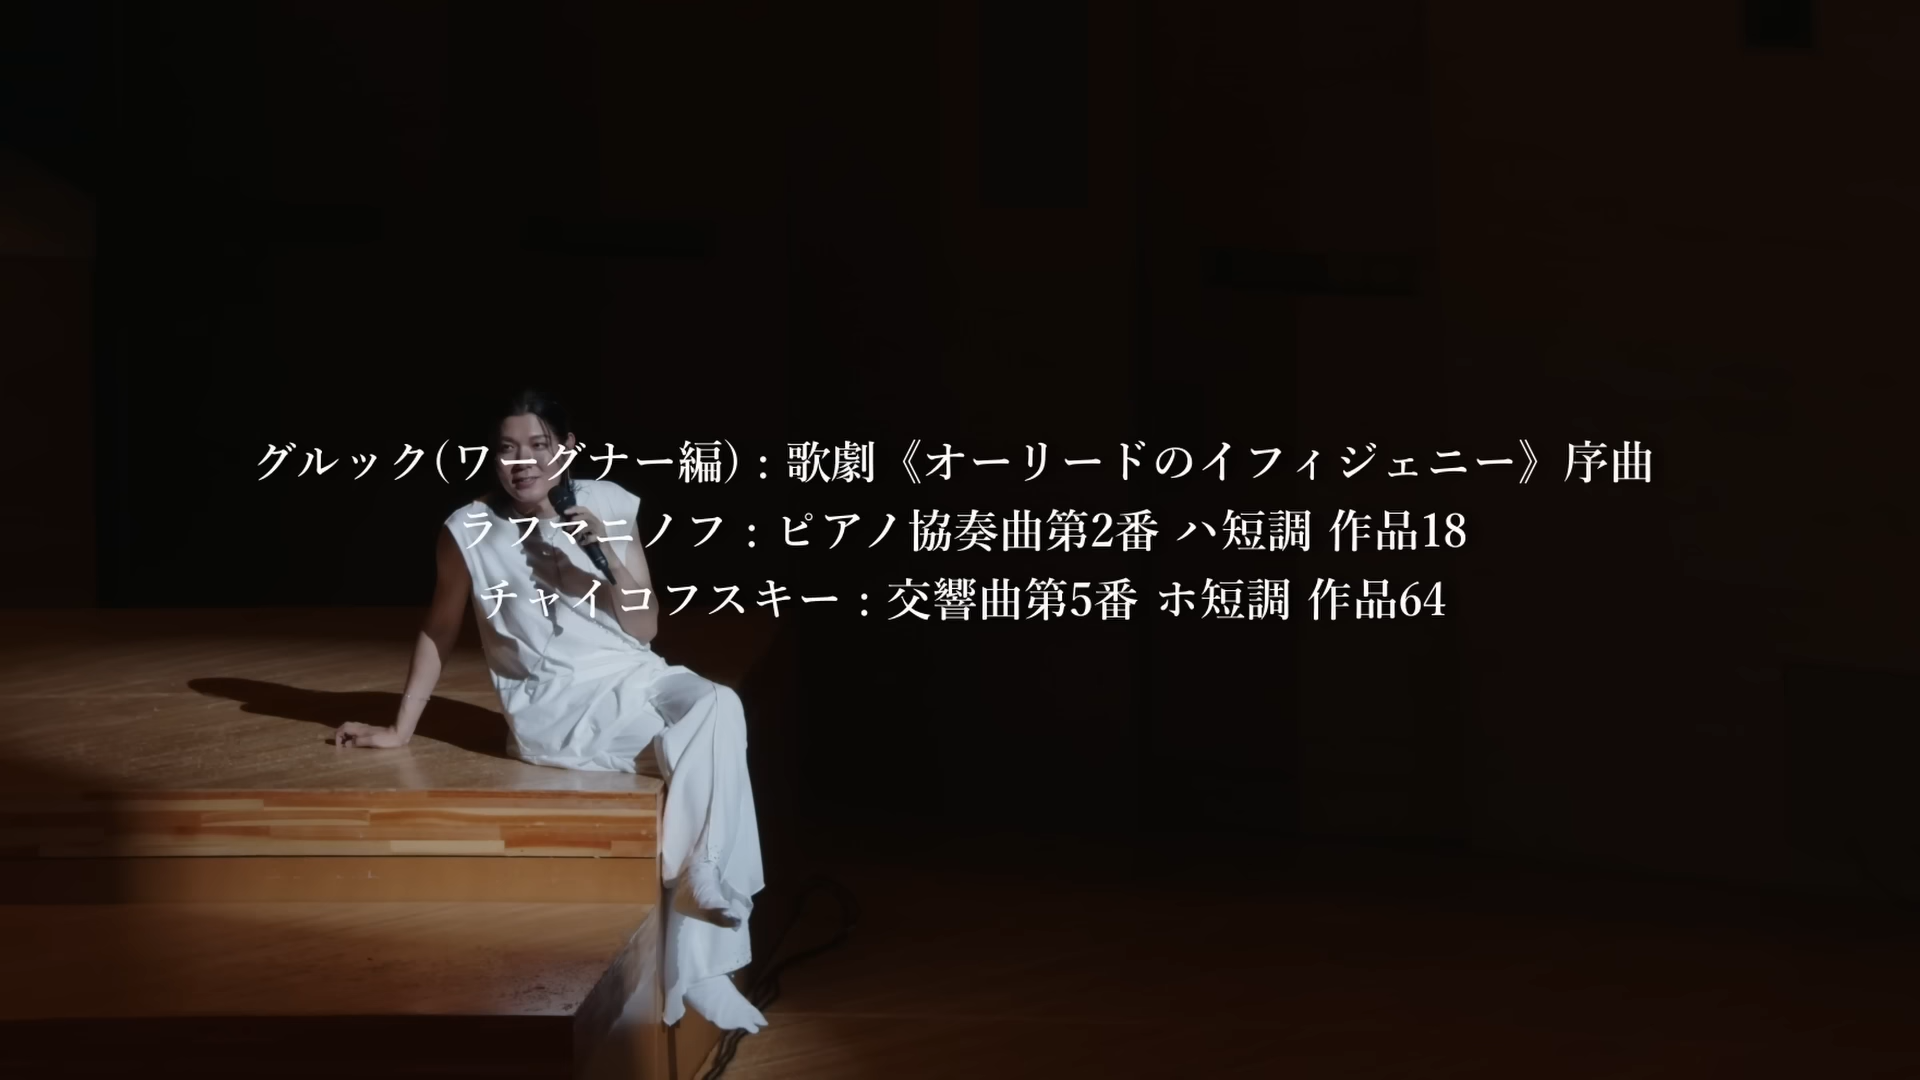 グルック(ワーグナー編)：歌劇《オーリードのイフィジェニー》序曲
ラフマニノフ：ピアノ協奏曲第2番 ハ短調 作品18
チャイコフスキー：交響曲第5番 ホ短調 作品64